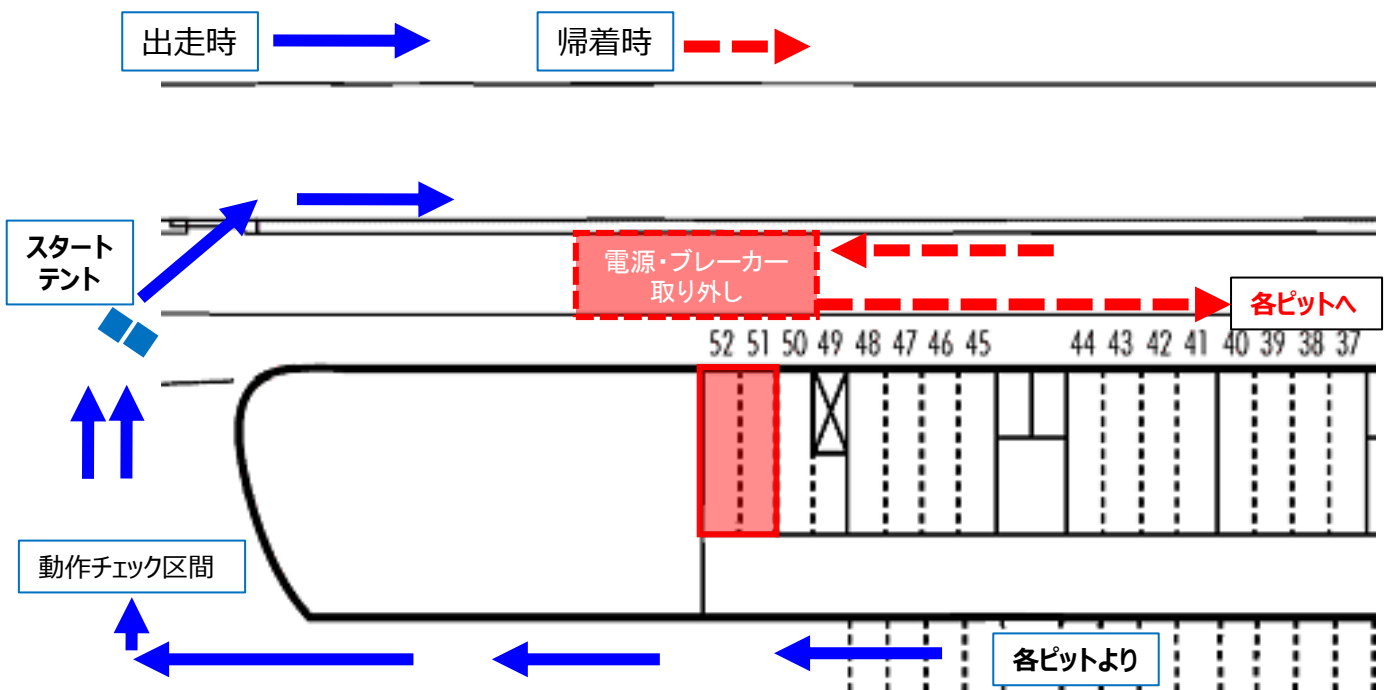 出走時
帰着時
スタート
テント
電源・ブレーカー
取り外し
各ピットへ
52 51 50 49 48 47 46 45 44 43 42 41 40 39 38 37
動作チェック区間
各ピットより